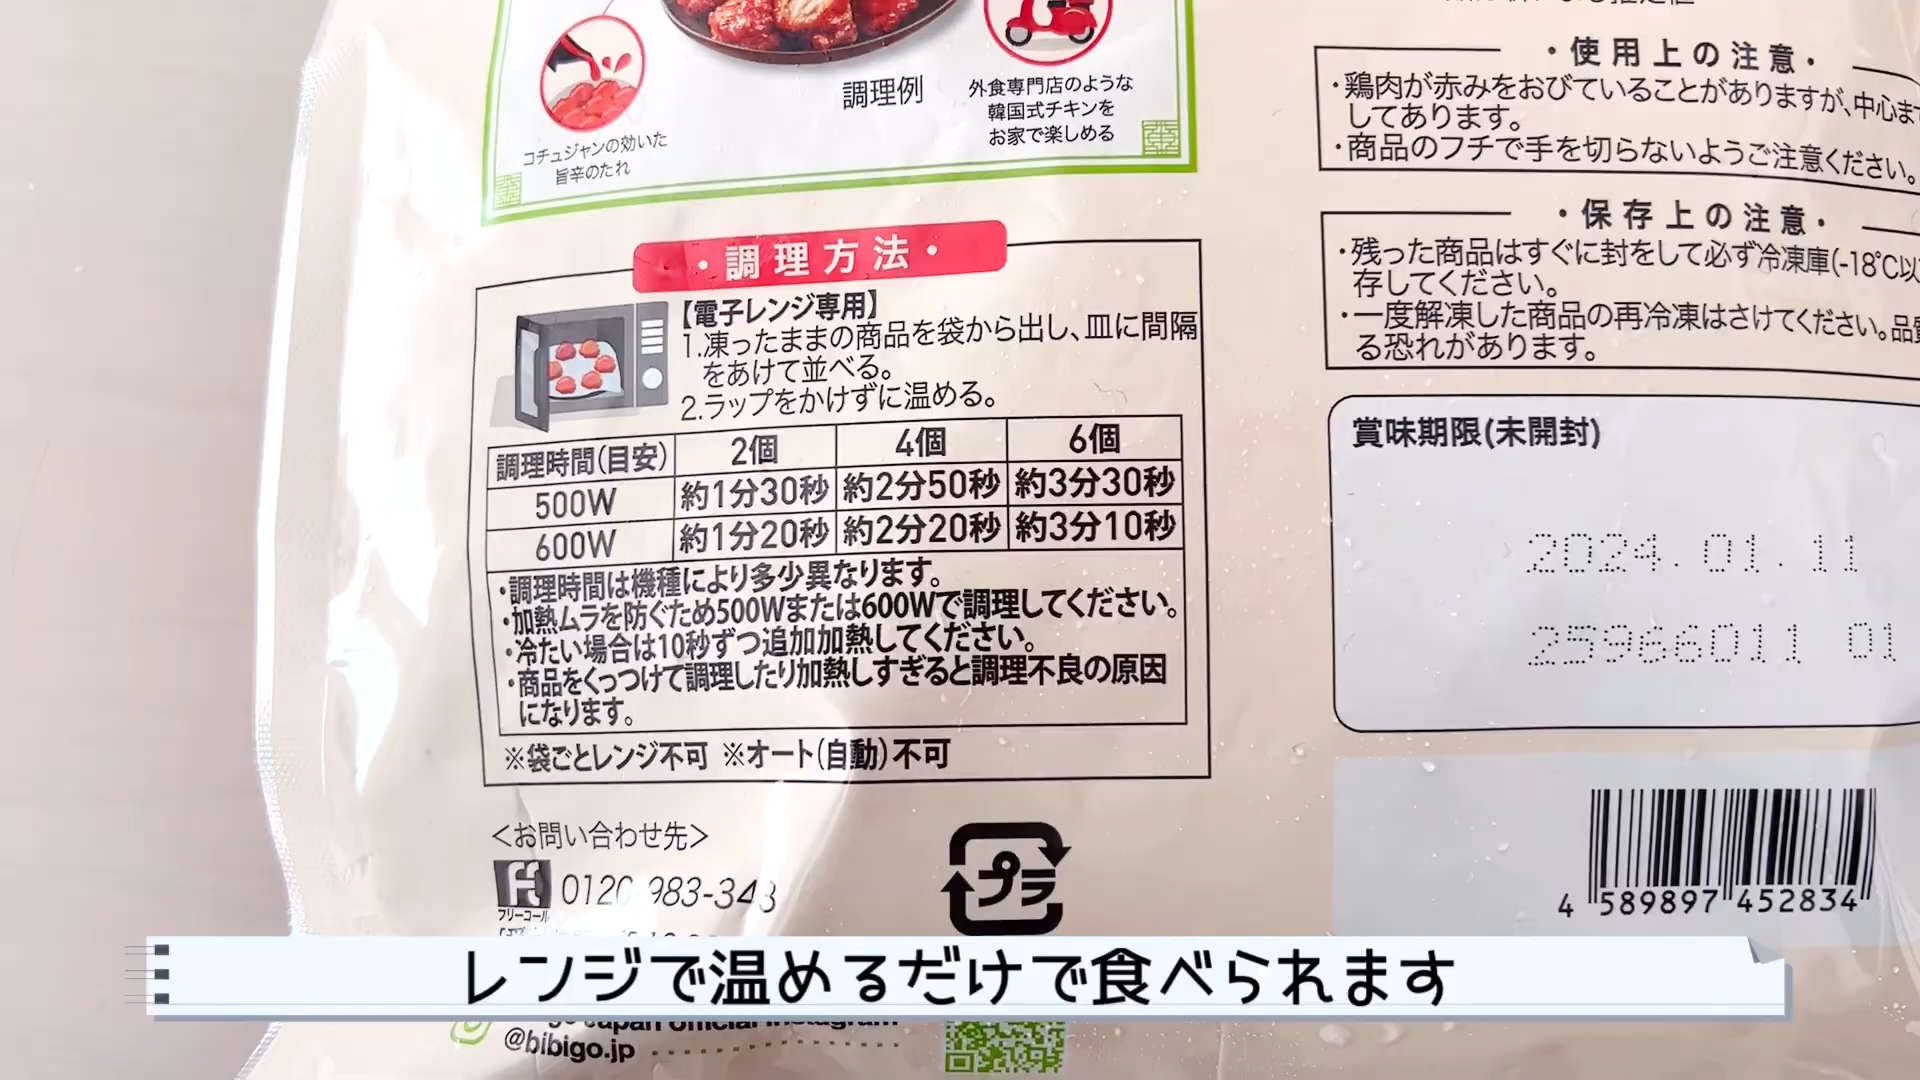 コチュジャンの効いた
旨辛のたれ
調理例
外食専門店のような
韓国式チキンを
お家で楽しめる
・調理方法・
【電子レンジ専用】
1.凍ったままの商品を袋から出し、皿に間隔
をあけて並べる。
2.ラップをかけずに温める。
調理時間(目安) 2個 4個 6個
500W 約1分30秒 約2分50秒 約3分30秒
600W 約1分20秒 約2分20秒 約3分10秒
・調理時間は機種により多少異なります。
・加熱ムラを防ぐため500Wまたは600Wで調理してください。
・冷たい場合は10秒ずつ追加加熱してください。
・商品をくっつけて調理したり加熱しすぎると調理不良の原因
になります。
※袋ごとレンジ不可 ※オート(自動)不可
<お問い合わせ先>
フリーコール
0120-983-343
プラ
@bibigo.jp
・使用上の注意・
・鶏肉が赤みをおびていることがありますが、中心ま
してあります。
・商品のフチで手を切らないようご注意ください。
・保存上の注意・
・残った商品はすぐに封をして必ず冷凍庫(-18℃以
存してください。
・一度解凍した商品の再冷凍はさけてください。品質
る恐れがあります。
賞味期限(未開封)
2024.01.11
25966011 01
4 589897 452834
レンジで温めるだけで食べられます